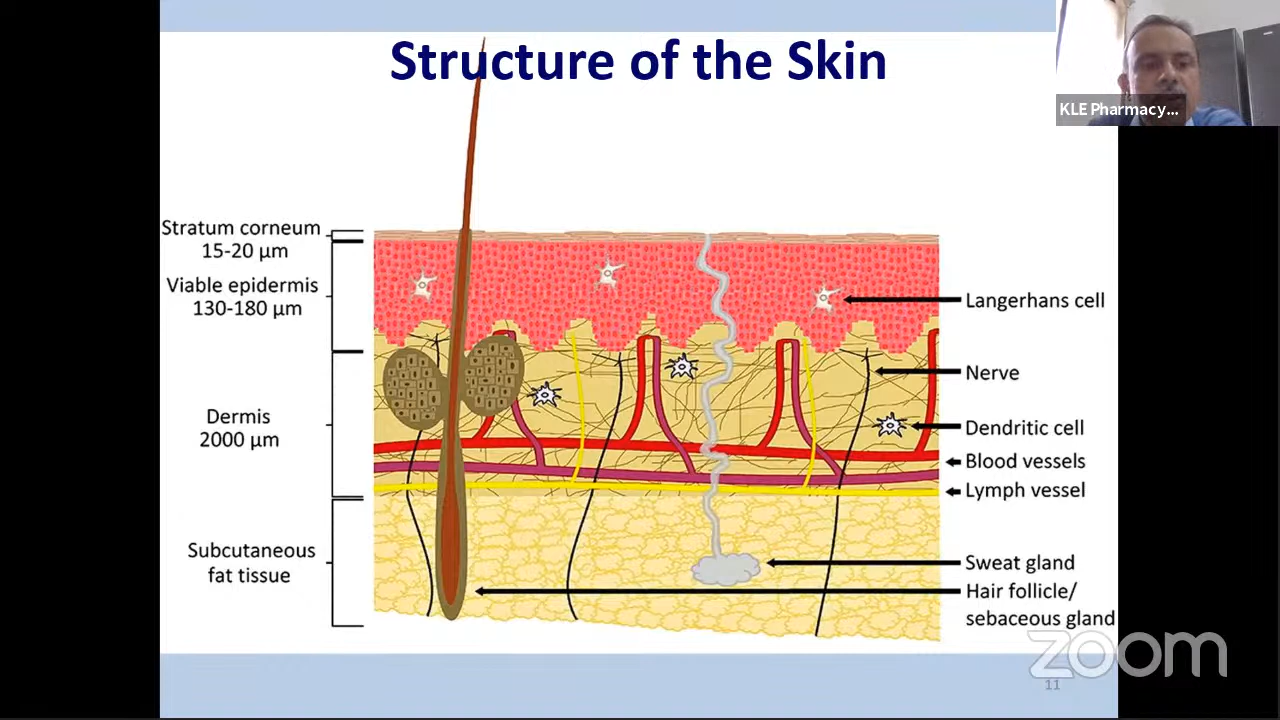 Structure of the Skin
KLE Pharmacy...
Stratum corneum
15-20 µm
Viable epidermis
130-180 µm
Dermis
2000 µm
Subcutaneous
fat tissue
Langerhans cell
Nerve
Dendritic cell
Blood vessels
Lymph vessel
Sweat gland
Hair follicle/
sebaceous gland
zoom
11